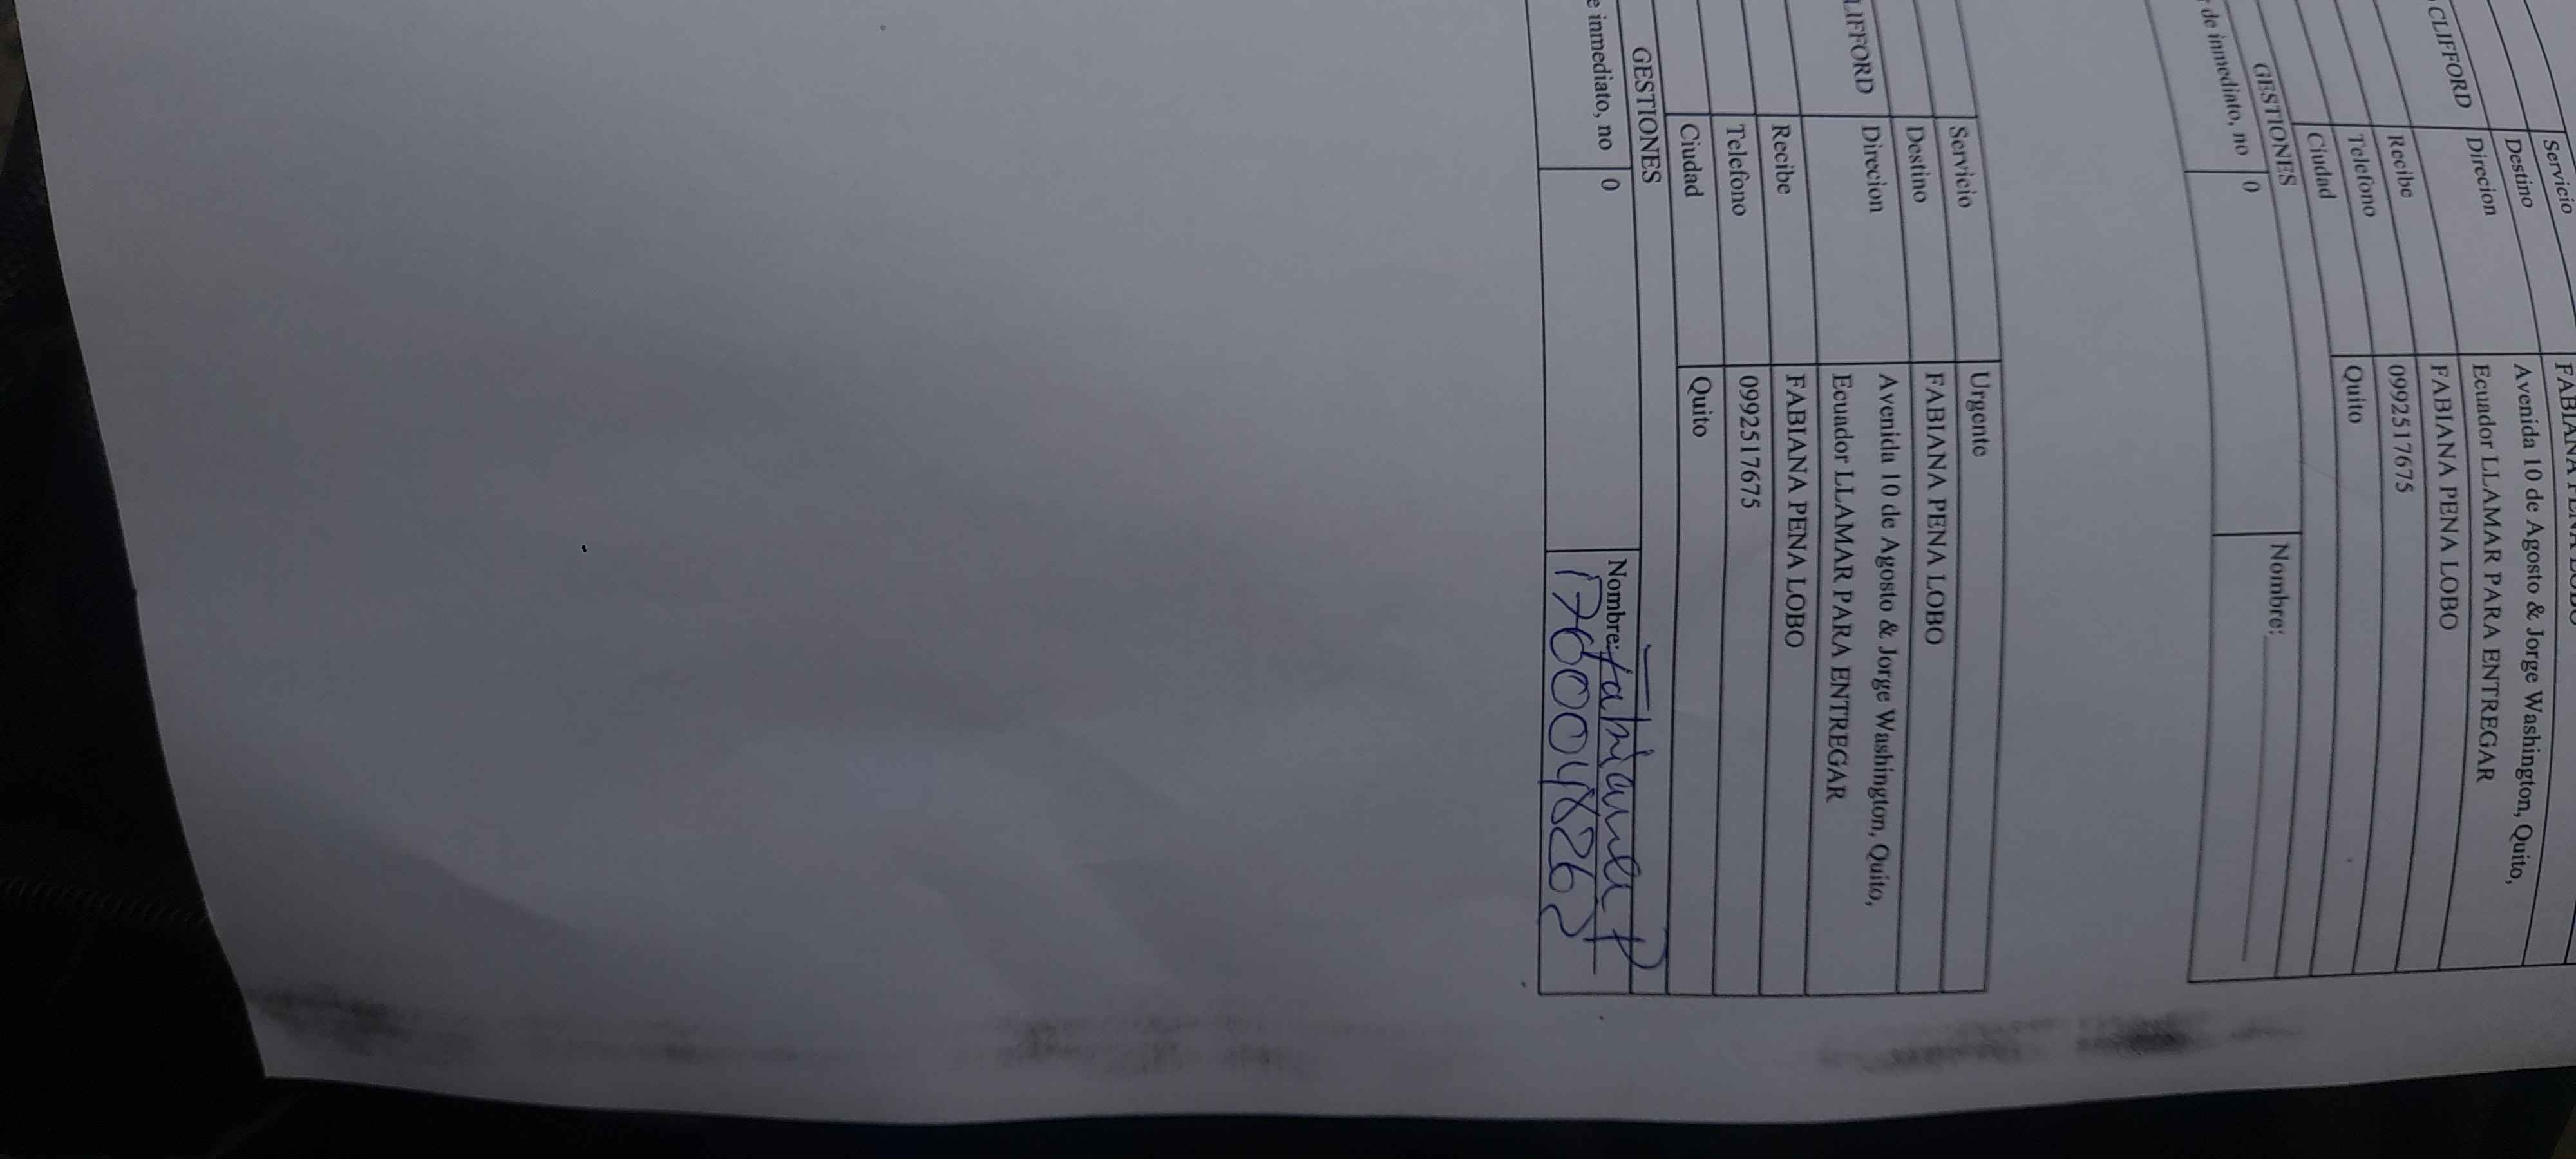 Servicio
FABIANA PENA LOBO
Destino
Avenida 10 de Agosto & Jorge Washington, Quito,
CLIFFORD
Direcion
Ecuador LLAMAR PARA ENTREGAR
Recibe
FABIANA PENA LOBO
Telefono
0992517675
Ciudad
Quito
GESTIONES
de inmediato, no
0
Nombre:
Servicio
Urgente
Destino
FABIANA PENA LOBO
LIFFORD
Direcion
Avenida 10 de Agosto & Jorge Washington, Quito,
Ecuador LLAMAR PARA ENTREGAR
Recibe
FABIANA PENA LOBO
Telefono
0992517675
Ciudad
Quito
GESTIONES
e inmediato, no
0
Nombre: